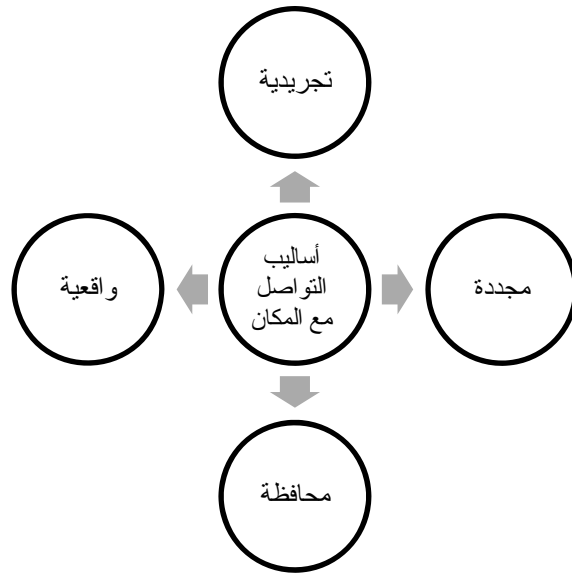 تجريدية
مجددة
أساليب
التواصل
مع المكان
واقعية
محافظة